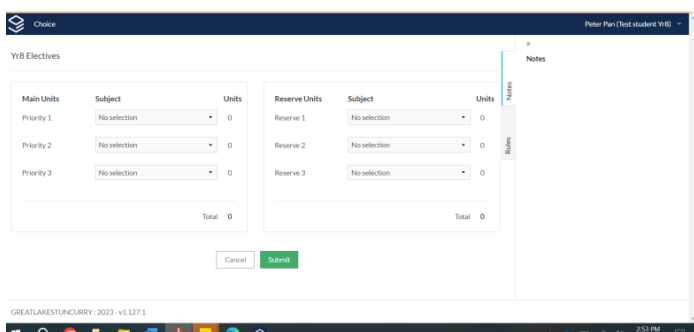 Choice
Peter Pan (Test student Yr8)
Yr8 Electives
»
Notes
Notes
Rules
Main Units Subject Units
Priority 1 No selection 0
Priority 2 No selection 0
Priority 3 No selection 0
Total 0
Reserve Units Subject Units
Reserve 1 No selection 0
Reserve 2 No selection 0
Reserve 3 No selection 0
Total 0
Cancel Submit
GREATLAKESTUNCURRY : 2023 - v1.127.1
2:53 PM